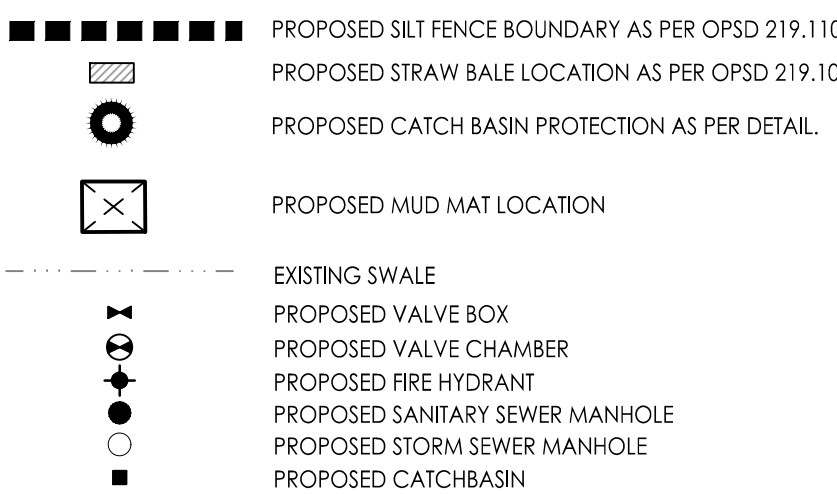 PROPOSED SILT FENCE BOUNDARY AS PER OPSD 219.110
PROPOSED STRAW BALE LOCATION AS PER OPSD 219.10
PROPOSED CATCH BASIN PROTECTION AS PER DETAIL.
PROPOSED MUD MAT LOCATION
EXISTING SWALE
PROPOSED VALVE BOX
PROPOSED VALVE CHAMBER
PROPOSED FIRE HYDRANT
PROPOSED SANITARY SEWER MANHOLE
PROPOSED STORM SEWER MANHOLE
PROPOSED CATCHBASIN